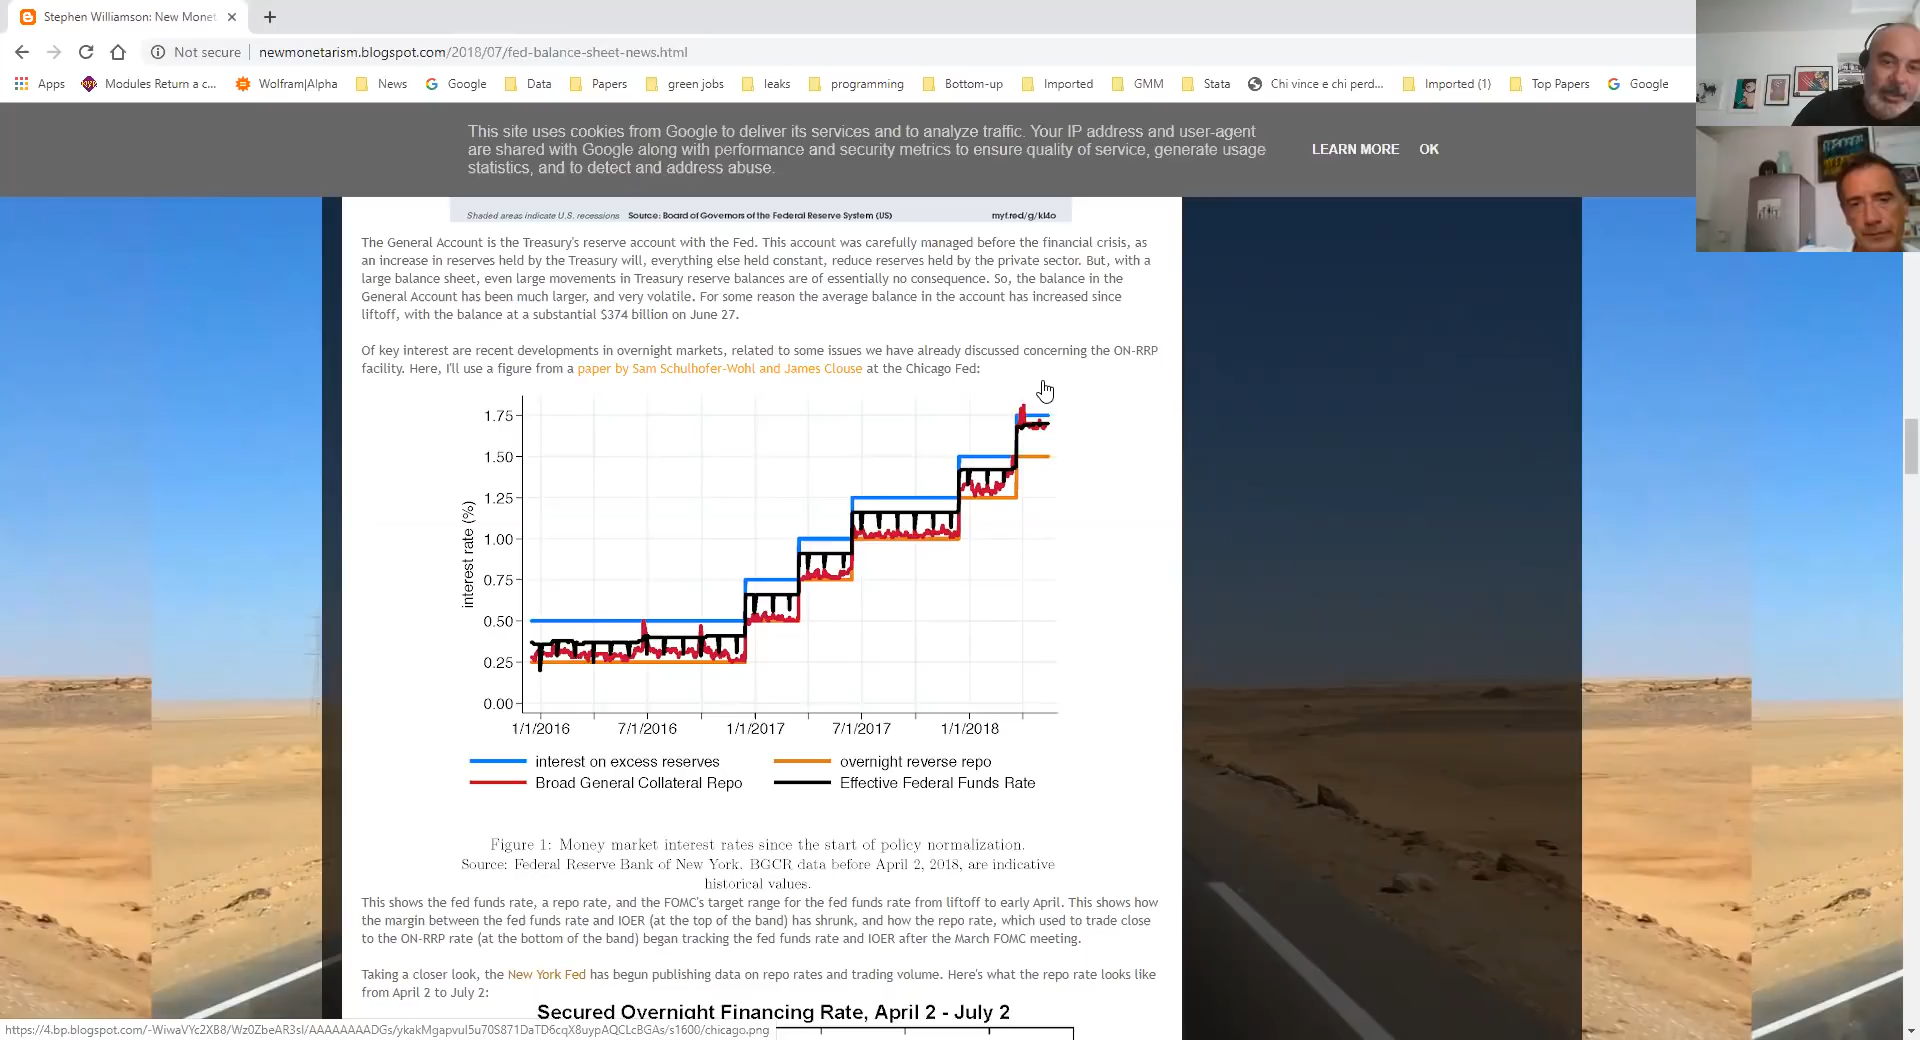 Stephen Williamson: New Monet
Not secure newmonetarism.blogspot.com/2018/07/fed-balance-sheet-news.html
Apps Modules Return a c... Wolfram|Alpha News Google Data Papers green jobs leaks programming Bottom-up Imported GMM Stata Chi vince e chi perd... Imported (1) Top Papers Google
This site uses cookies from Google to deliver its services and to analyze traffic. Your IP address and user-agent
are shared with Google along with performance and security metrics to ensure quality of service, generate usage
statistics, and to detect and address abuse.
LEARN MORE OK
Shaded areas indicate U.S. recessions Source: Board of Governors of the Federal Reserve System (US) myf.red/g/kl4o
The General Account is the Treasury's reserve account with the Fed. This account was carefully managed before the financial crisis, as
an increase in reserves held by the Treasury will, everything else held constant, reduce reserves held by the private sector. But, with a
large balance sheet, even large movements in Treasury reserve balances are of essentially no consequence. So, the balance in the
General Account has been much larger, and very volatile. For some reason the average balance in the account has increased since
liftoff, with the balance at a substantial $374 billion on June 27.
Of key interest are recent developments in overnight markets, related to some issues we have already discussed concerning the ON-RRP
facility. Here, I'll use a figure from a paper by Sam Schulhofer-Wohl and James Clouse at the Chicago Fed:
interest rate (%)
1.75
1.50
1.25
1.00
0.75
0.50
0.25
0.00
1/1/2016 7/1/2016 1/1/2017 7/1/2017 1/1/2018
interest on excess reserves overnight reverse repo
Broad General Collateral Repo Effective Federal Funds Rate
Figure 1: Money market interest rates since the start of policy normalization.
Source: Federal Reserve Bank of New York. BGCR data before April 2, 2018, are indicative
historical values.
This shows the fed funds rate, a repo rate, and the FOMC's target range for the fed funds rate from liftoff to early April. This shows how
the margin between the fed funds rate and IOER (at the top of the band) has shrunk, and how the repo rate, which used to trade close
to the ON-RRP rate (at the bottom of the band) began tracking the fed funds rate and IOER after the March FOMC meeting.
Taking a closer look, the New York Fed has begun publishing data on repo rates and trading volume. Here's what the repo rate looks like
from April 2 to July 2:
Secured Overnight Financing Rate, April 2 - July 2